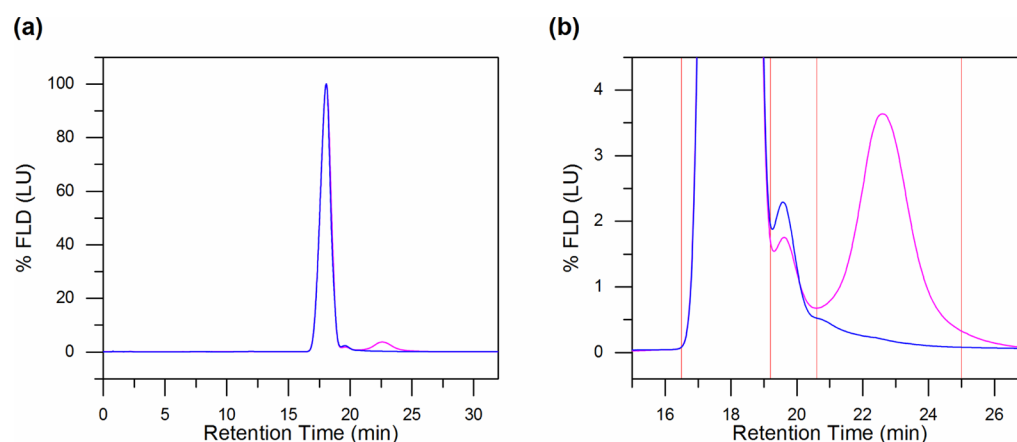 (a)
% FLD (LU)
100
80
60
40
20
0
0 5 10 15 20 25 30
Retention Time (min)
(b)
% FLD (LU)
4
3
2
1
0
16 18 20 22 24 26
Retention Time (min)